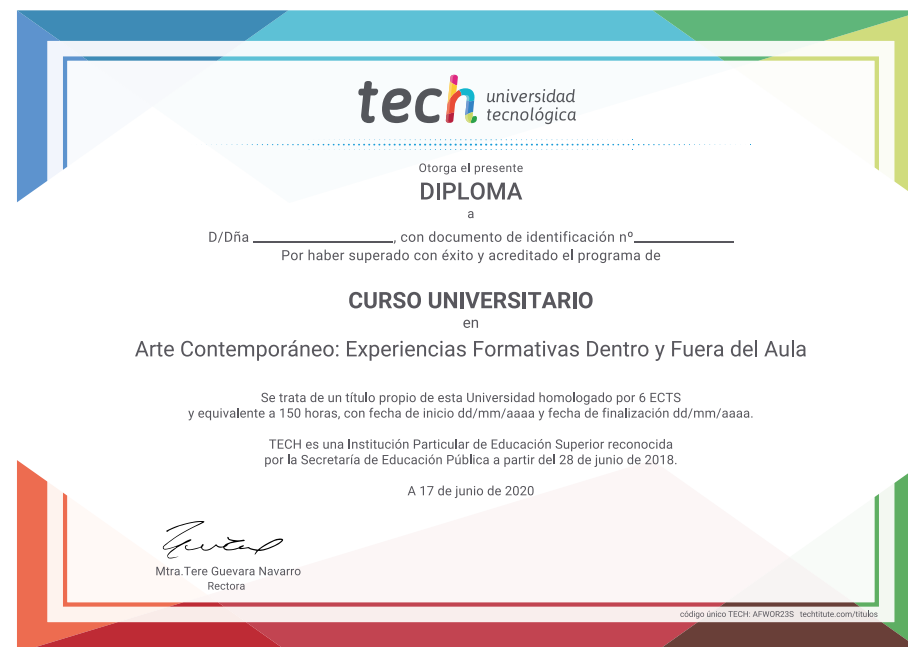 tech universidad
tecnológica
Otorga el presente
DIPLOMA
a
D/Dña ______________, con documento de identificación nº__________
Por haber superado con éxito y acreditado el programa de
CURSO UNIVERSITARIO
en
Arte Contemporáneo: Experiencias Formativas Dentro y Fuera del Aula
Se trata de un título propio de esta Universidad homologado por 6 ECTS
y equivalente a 150 horas, con fecha de inicio dd/mm/aaaa y fecha de finalización dd/mm/aaaa.
TECH es una Institución Particular de Educación Superior reconocida
por la Secretaría de Educación Pública a partir del 28 de junio de 2018.
A 17 de junio de 2020
Mtra.Tere Guevara Navarro
Rectora
código único TECH: AFWOR23S techtitute.com/titulos